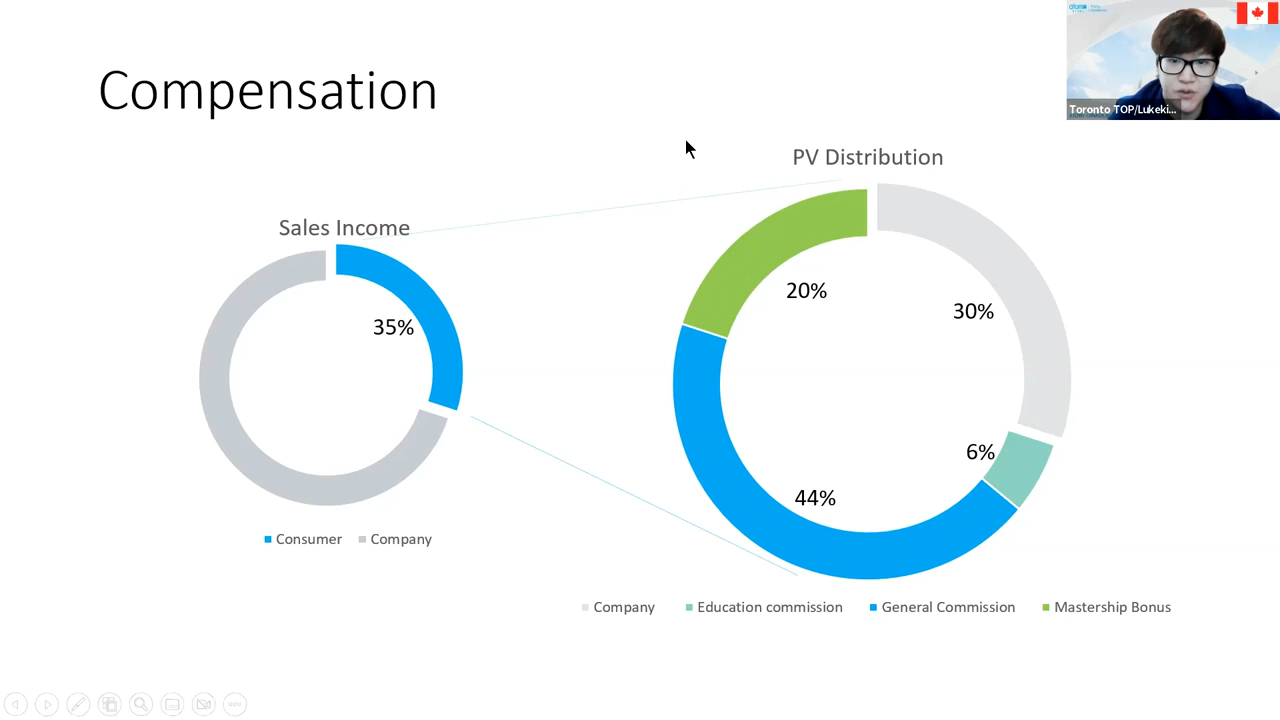 Compensation
atomy
Toronto TOP/Lukeki...
PV Distribution
Sales Income
20%
30%
35%
6%
44%
Consumer Company
Company Education commission General Commission Mastership Bonus